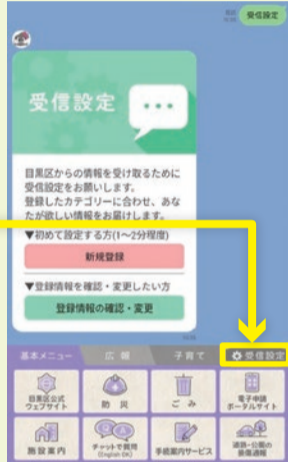 受信設定
受信設定
目黒区からの情報を受け取るために
受信設定をお願いします。
登録したカテゴリーに合わせ、あな
たが欲しい情報をお届けします。
▼初めて設定する方(1〜2分程度)
新規登録
▼登録情報を確認・変更したい方
登録情報の確認・変更
基本メニュー 広報 子育て 受信設定
目黒区公式
ウェブサイト
防災
ごみ
電子申請
ポータルサイト
施設案内
チャットで質問
(English OK)
手続案内サービス
道路・公園の
損傷通報